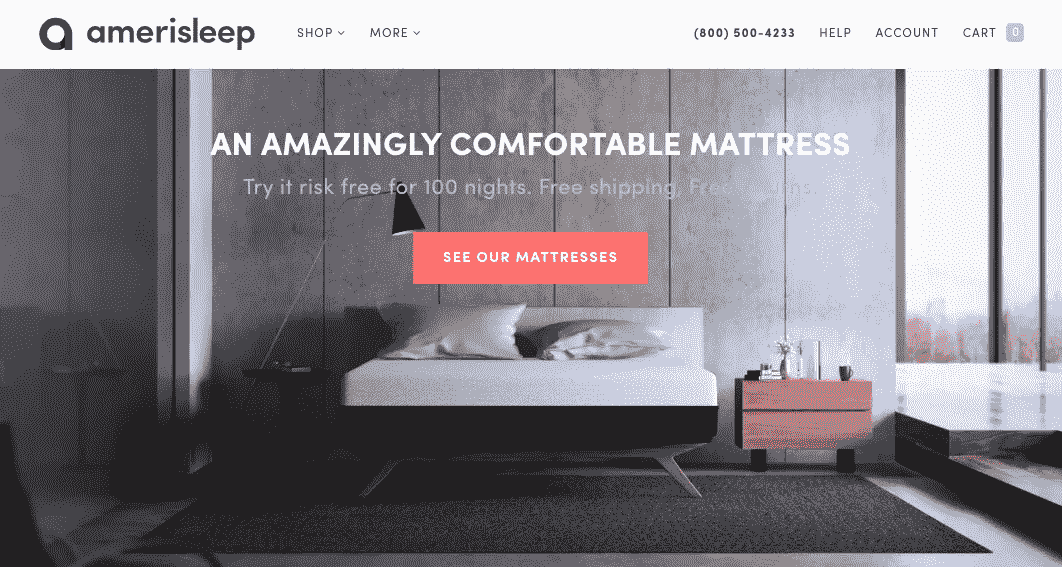 amerisleep
SHOP MORE
(800) 500-4233 HELP ACCOUNT CART 0
AN AMAZINGLY COMFORTABLE MATTRESS
Try it risk free for 100 nights. Free shipping, Free
SEE OUR MATTRESSES